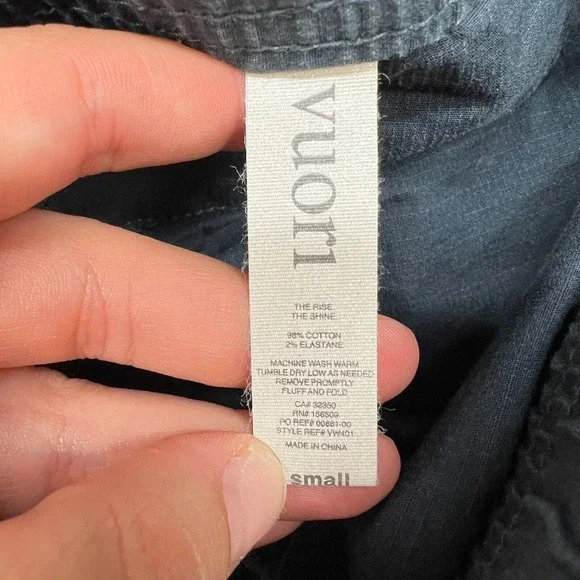 vuori
THE RISE
THE SHINE
98% COTTON
2% ELASTANE
MACHINE WASH WARM
TUMBLE DRY LOW AS NEEDED
REMOVE PROMPTLY
FLUFF AND FOLD
CA# 32350
RN# 156509
PO REF# 00661-00
STYLE REF# VW401
MADE IN CHINA
small